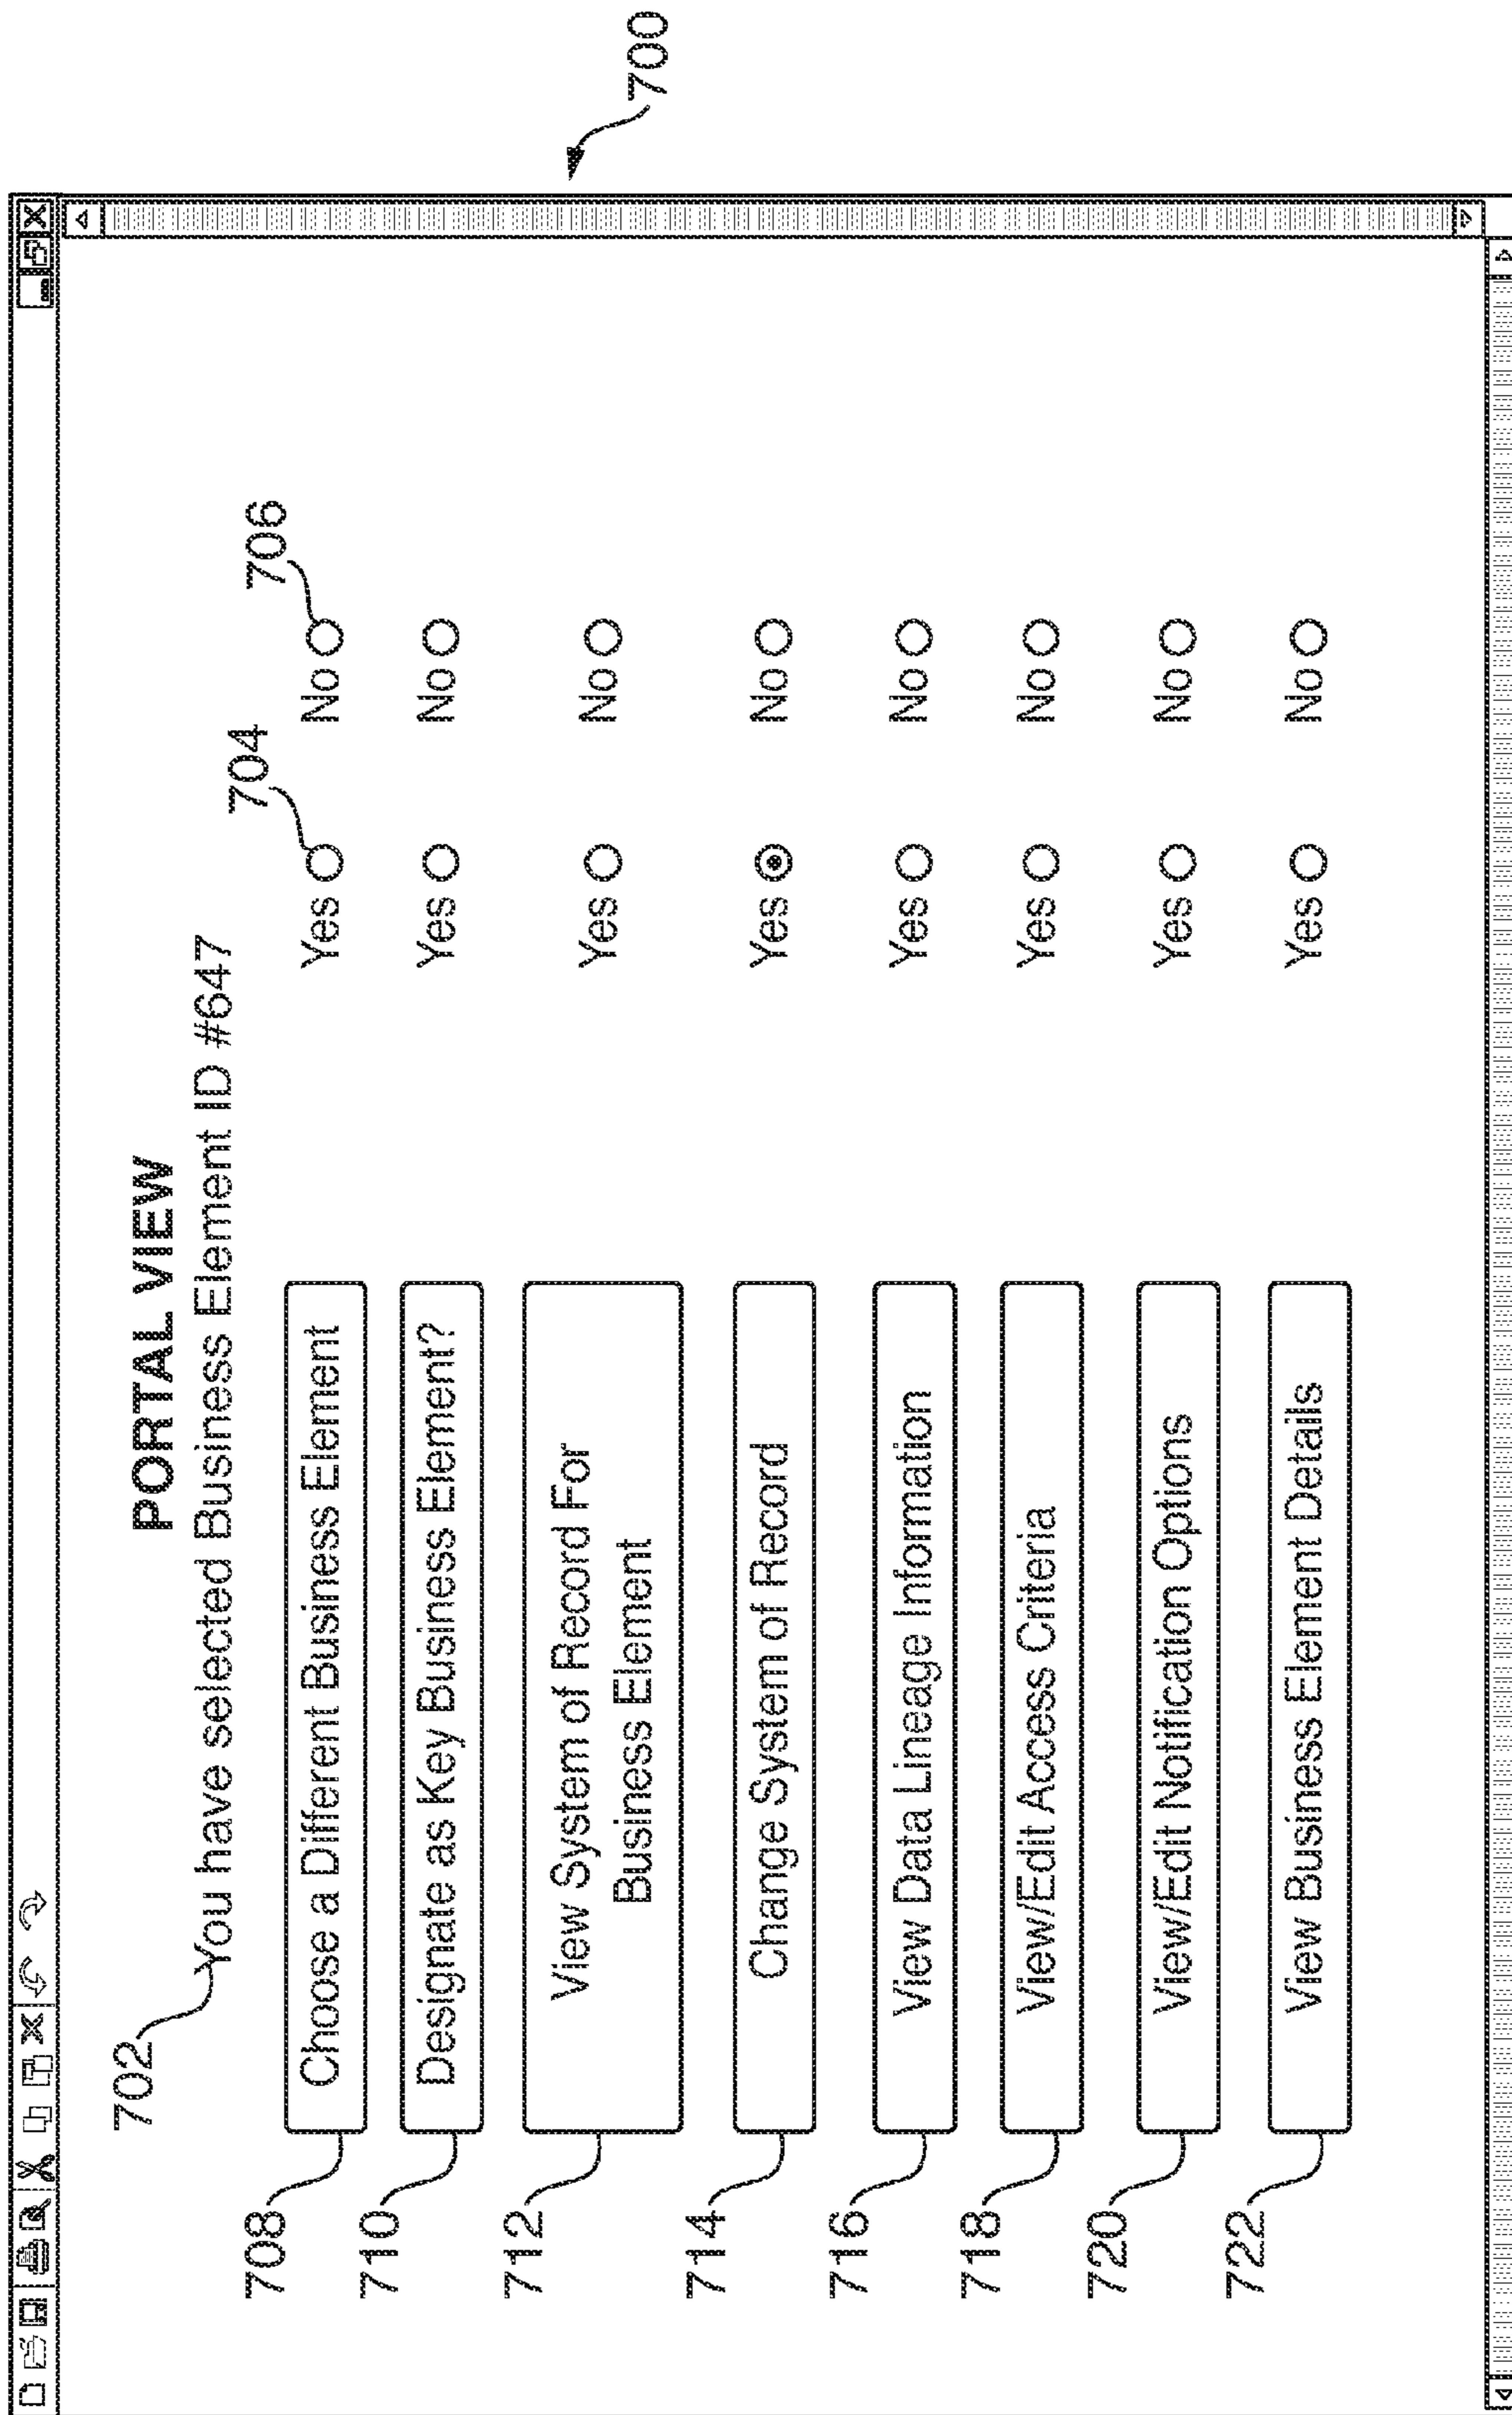 700
PORTAL VIEW
702
You have selected Business Element ID #647
704
706
708
Choose a Different Business Element
Yes
No
710
Designate as Key Business Element?
Yes
No
712
View System of Record For
Business Element
Yes
No
714
Change System of Record
Yes
No
716
View Data Lineage Information
Yes
No
718
View/Edit Access Criteria
Yes
No
720
View/Edit Notification Options
Yes
No
722
View Business Element Details
Yes
No